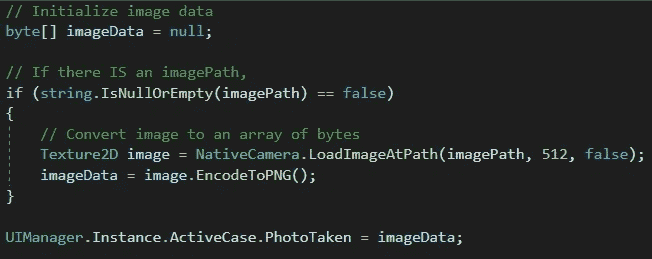 // Initialize image data
byte[] imageData = null;
// If there IS an imagePath,
if (string.IsNullOrEmpty(imagePath) == false)
{
// Convert image to an array of bytes
Texture2D image = NativeCamera.LoadImageAtPath(imagePath, 512, false);
imageData = image.EncodeToPNG();
}
UIManager.Instance.ActiveCase.PhotoTaken = imageData;